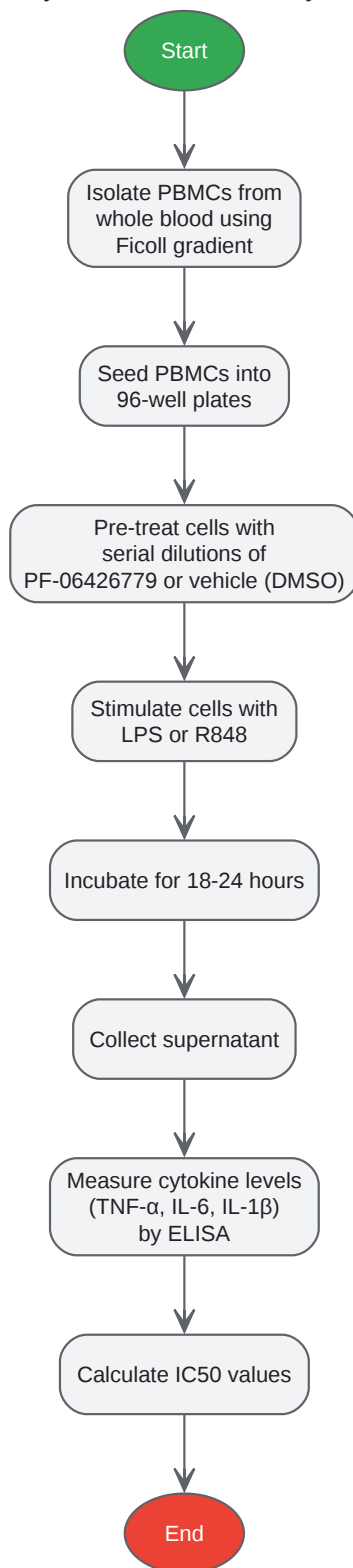 Start
Isolate PBMCs from
whole blood using
Ficoll gradient
Seed PBMCs into
96-well plates
Pre-treat cells with
serial dilutions of
PF-06426779 or vehicle (DMSO)
Stimulate cells with
LPS or R848
Incubate for 18-24 hours
Collect supernatant
Measure cytokine levels
(TNF-α, IL-6, IL-1β)
by ELISA
Calculate IC50 values
End